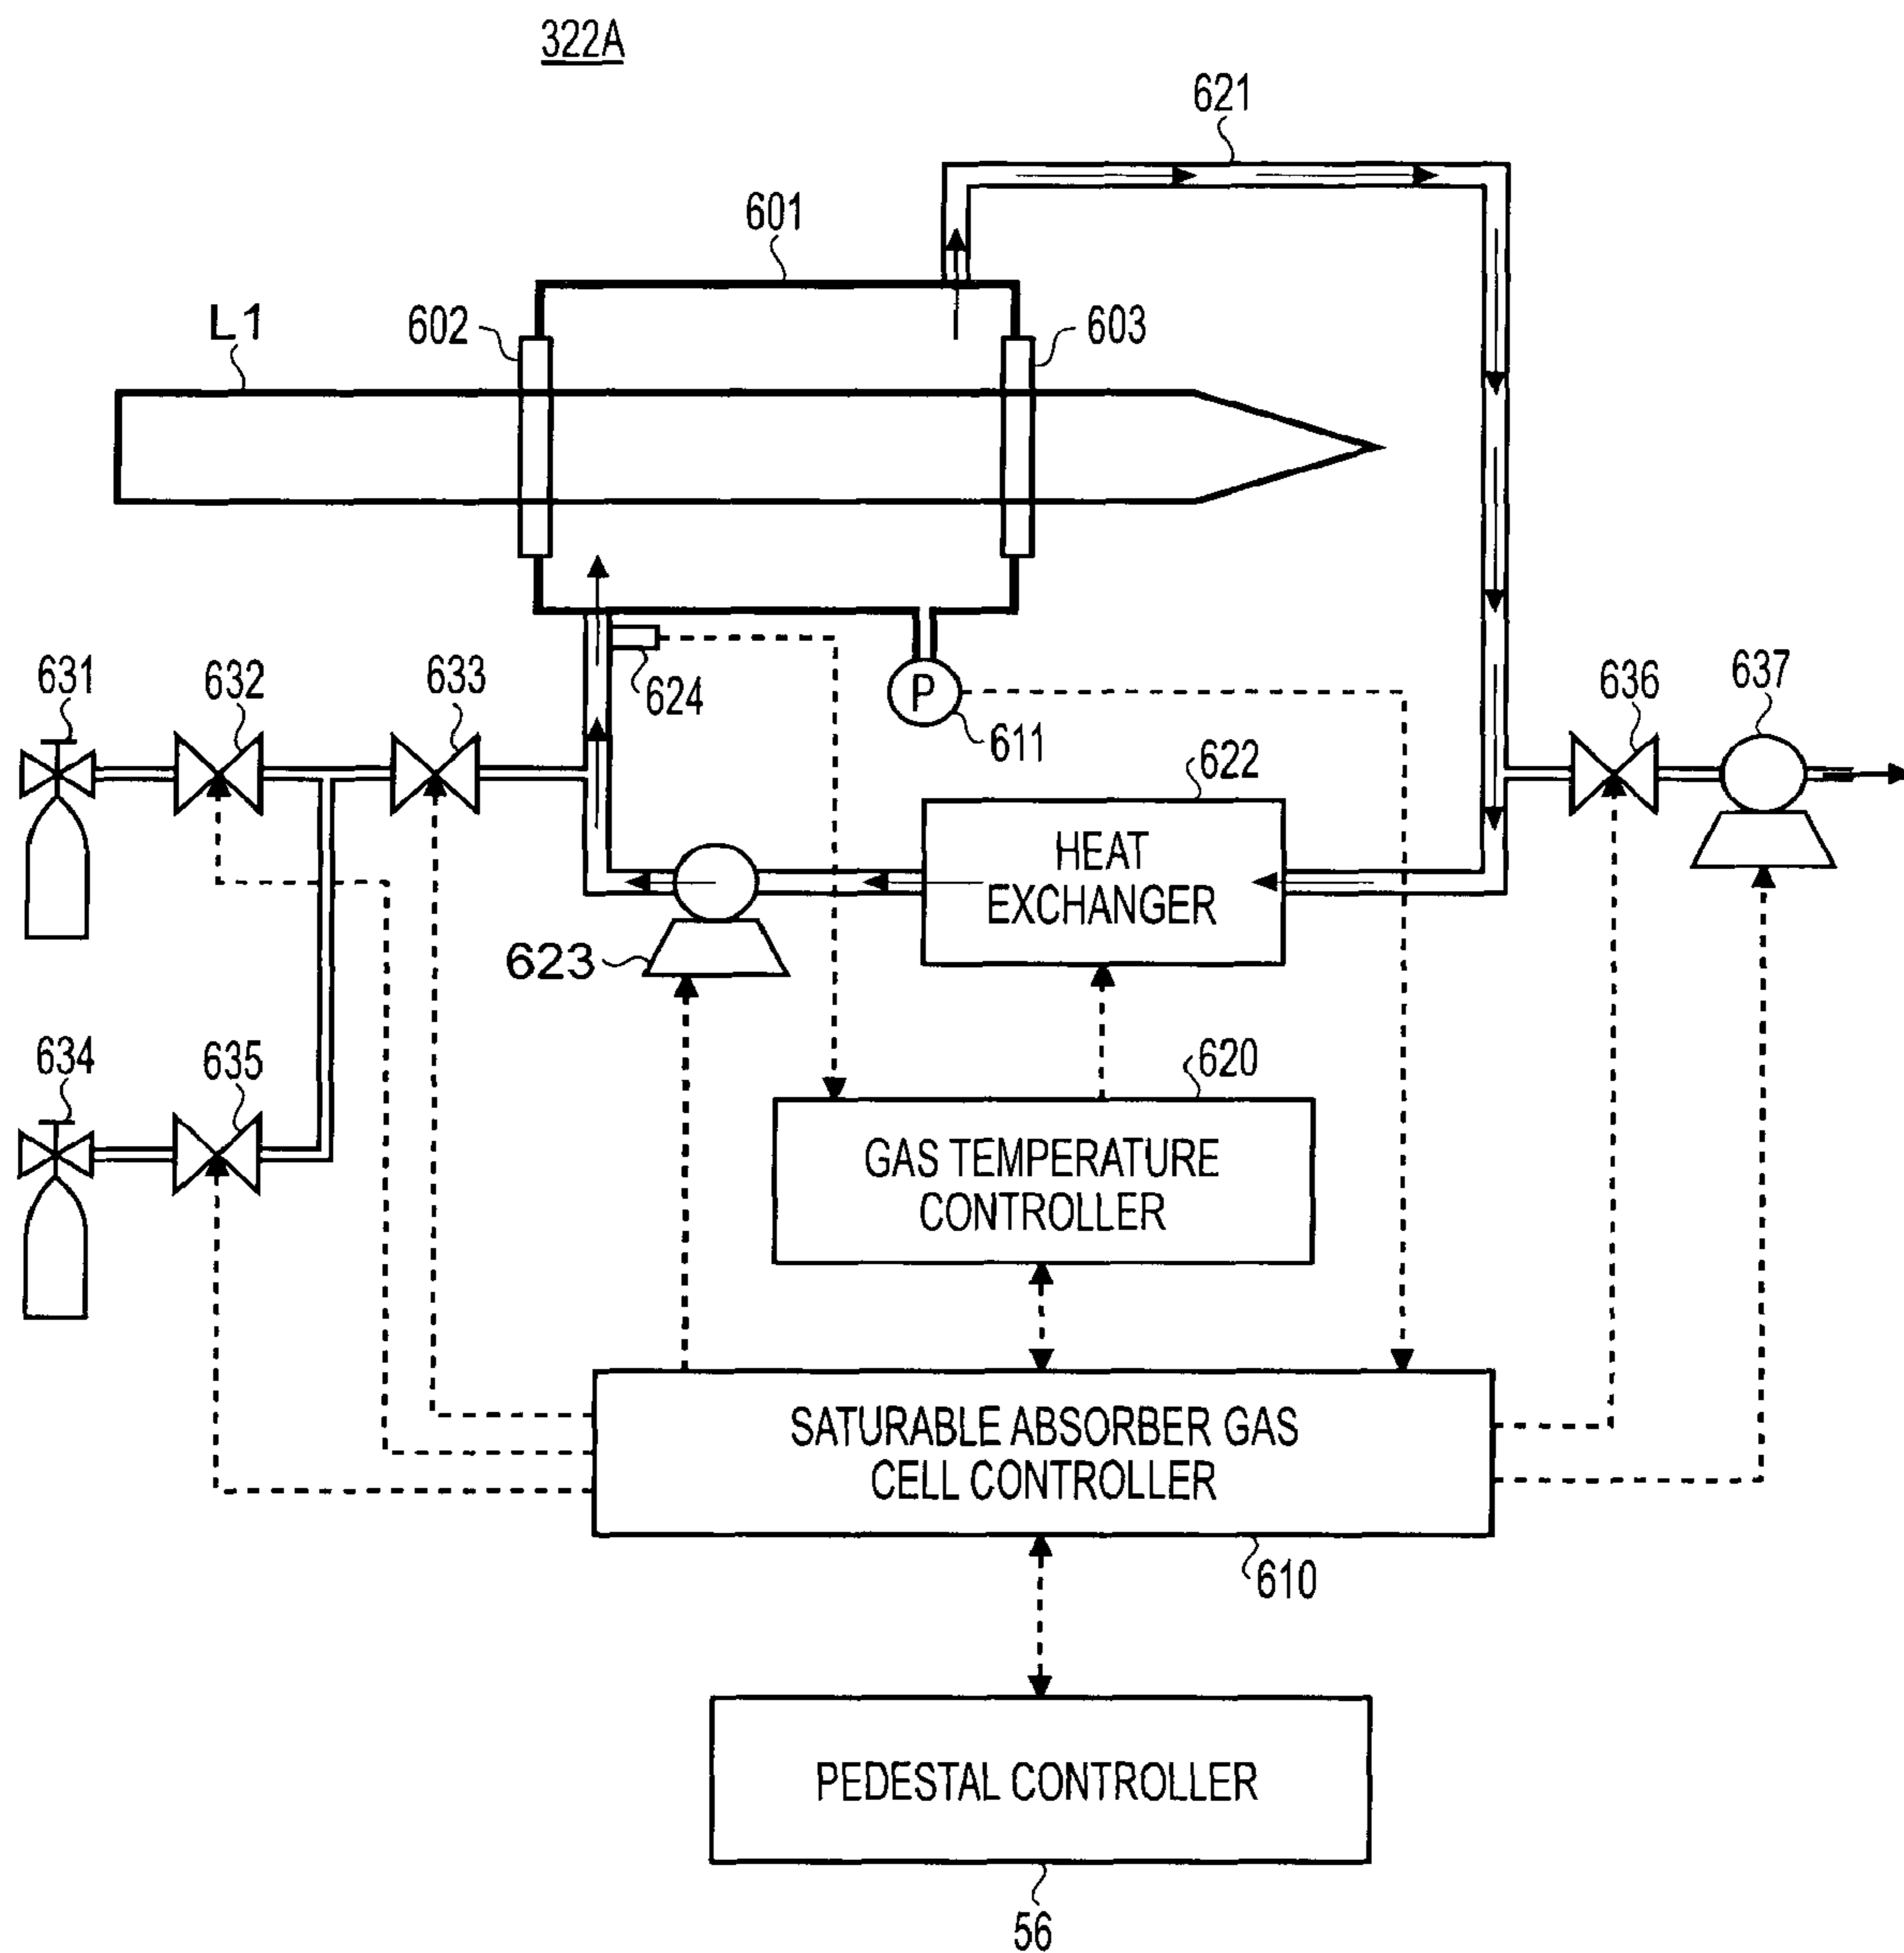 322A
621
601
L1
602
603
631
632
633
624
P
611
636
637
622
HEAT
EXCHANGER
623
634
635
620
GAS TEMPERATURE
CONTROLLER
SATURABLE ABSORBER GAS
CELL CONTROLLER
610
PEDESTAL CONTROLLER
56